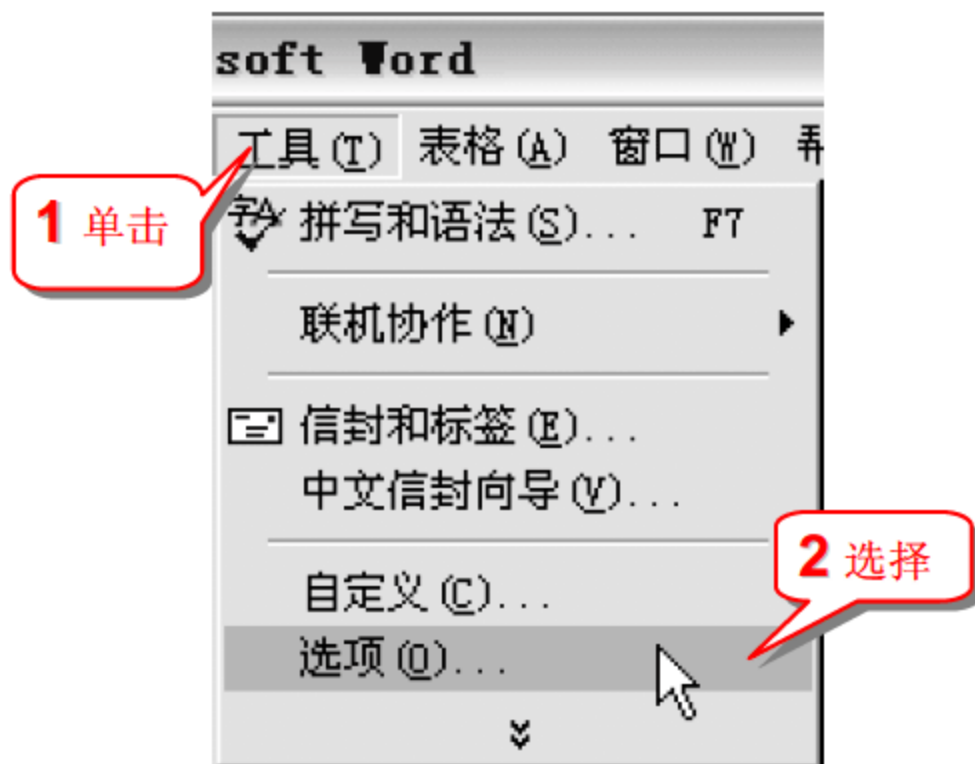 soft Word
工具(T) 表格(A) 窗口(W)
1 单击
拼写和语法(S)... F7
联机协作(N)
信封和标签(E)...
中文信封向导(V)...
2 选择
自定义(C)...
选项(O)...